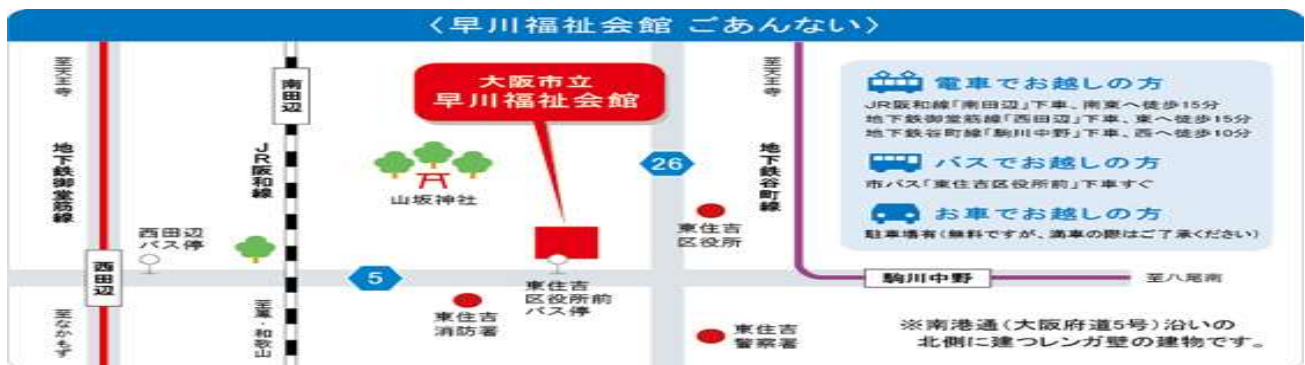 〈早川福祉会館 ごあんない〉
至天王寺
地下鉄御堂筋線
西田辺
至なかもず
西田辺
バス停
南田辺
JR阪和線
至鳳・和歌山
大阪市立
早川福祉会館
山坂神社
5
東住吉
消防署
東住吉
区役所前
バス停
26
東住吉
区役所
東住吉
警察署
至天王寺
地下鉄谷町線
駒川中野
至八尾南
電車でお越しの方
JR阪和線「南田辺」下車、南東へ徒歩15分
地下鉄御堂筋線「西田辺」下車、東へ徒歩15分
地下鉄谷町線「駒川中野」下車、西へ徒歩10分
バスでお越しの方
市バス「東住吉区役所前」下車すぐ
お車でお越しの方
駐車場有(無料ですが、満車の際はご了承ください)
※南港通(大阪府道5号)沿いの
北側に建つレンガ壁の建物です。